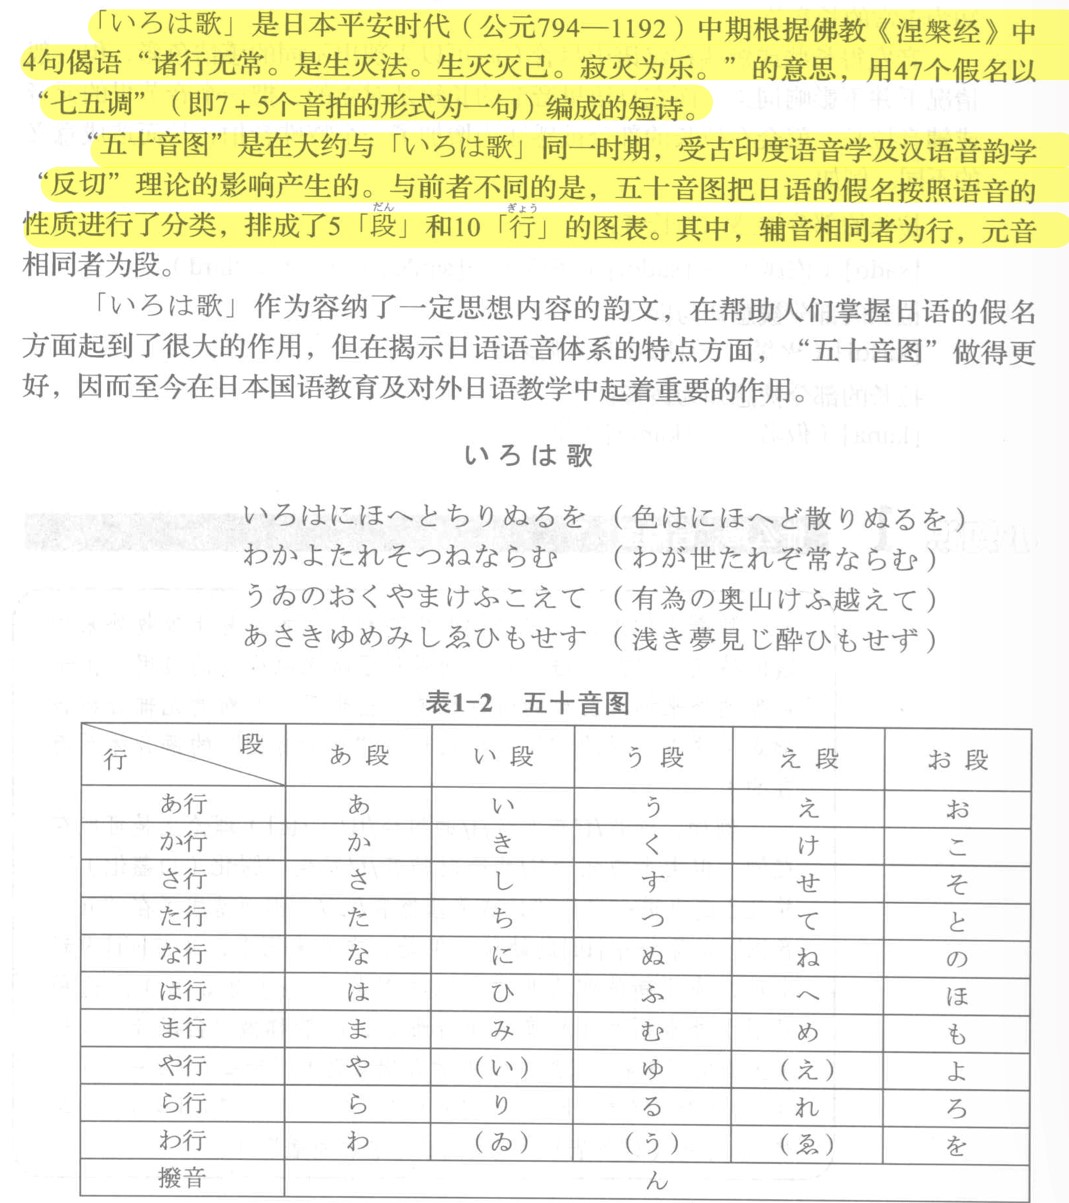 「いろは歌」是日本平安时代（公元794—1192）中期根据佛教《涅槃经》中
4句偈语“诸行无常。是生灭法。生灭灭己。寂灭为乐。”的意思，用47个假名以
“七五调”（即7+5个音拍的形式为一句）编成的短诗。
“五十音图”是在大约与「いろは歌」同一时期，受古印度语音学及汉语音韵学
“反切”理论的影响产生的。与前者不同的是，五十音图把日语的假名按照语音的
だん ぎょう
性质进行了分类，排成了5「段」和10「行」的图表。其中，辅音相同者为行，元音
相同者为段。
「いろは歌」作为容纳了一定思想内容的韵文，在帮助人们掌握日语的假名
方面起到了很大的作用，但在揭示日语语音体系的特点方面，“五十音图”做得更
好，因而至今在日本国语教育及对外日语教学中起着重要的作用。
いろは歌
いろはにほへとちりぬるを （色はにほへど散りぬるを）
わかよたれそつねならむ （わが世たれぞ常ならむ）
うゐのおくやまけふこえて （有為の奥山けふ越えて）
あさきゆめみしゑひもせす （浅き夢見じ酔ひもせず）
表1-2 五十音图
行 段 あ段 い段 う段 え段 お段
あ行 あ い う え お
か行 か き く け こ
さ行 さ し す せ そ
た行 た ち つ て と
な行 な に ぬ ね の
は行 は ひ ふ へ ほ
ま行 ま み む め も
や行 や （い） ゆ （え） よ
ら行 ら り る れ ろ
わ行 わ （ゐ） （う） （ゑ） を
撥音 ん